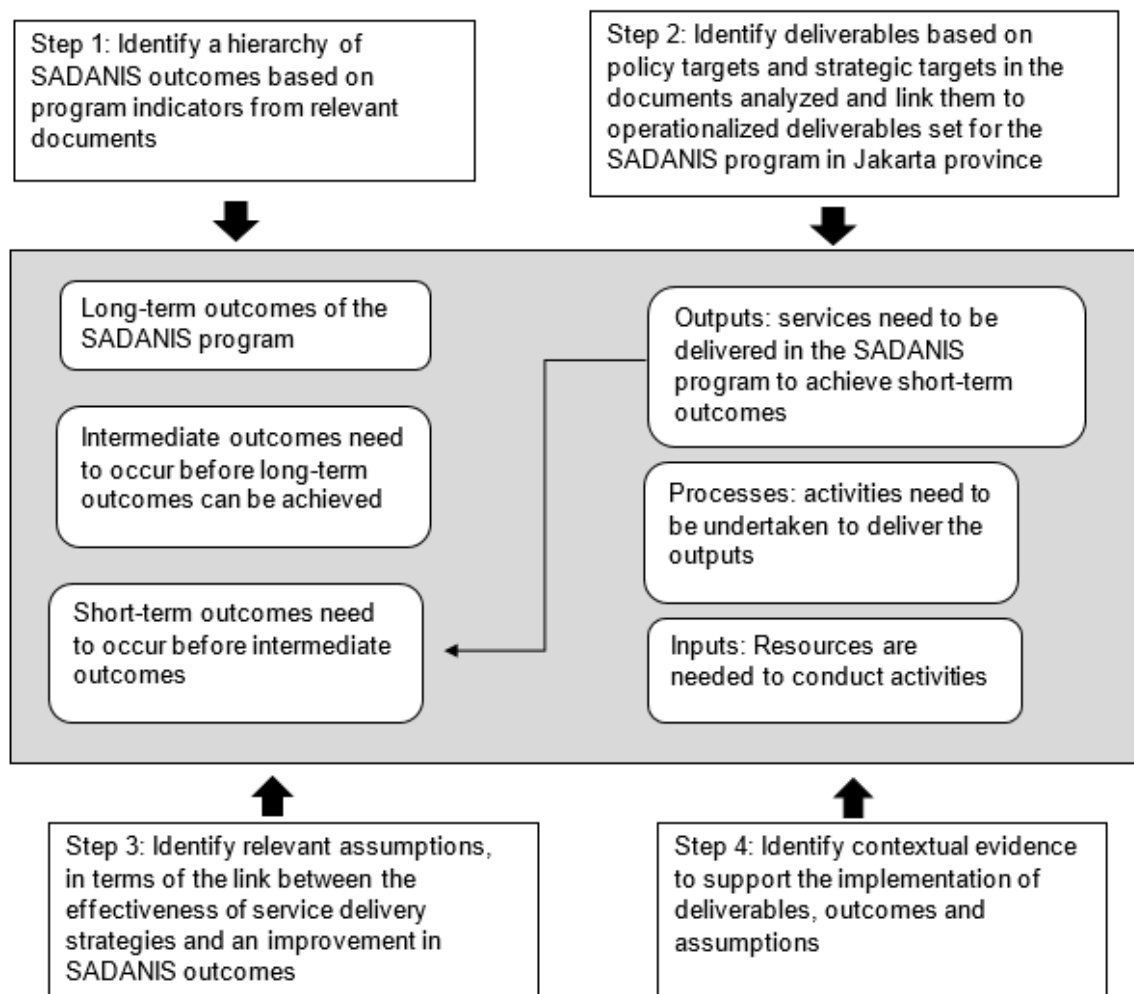 Step 1: Identify a hierarchy of
SADANIS outcomes based on
program indicators from relevant
documents
Step 2: Identify deliverables based on
policy targets and strategic targets in the
documents analyzed and link them to
operationalized deliverables set for the
SADANIS program in Jakarta province
Long-term outcomes of the
SADANIS program
Intermediate outcomes need
to occur before long-term
outcomes can be achieved
Short-term outcomes need
to occur before intermediate
outcomes
Outputs: services need to be
delivered in the SADANIS
program to achieve short-term
outcomes
Processes: activities need to
be undertaken to deliver the
outputs
Inputs: Resources are
needed to conduct activities
Step 3: Identify relevant assumptions,
in terms of the link between the
effectiveness of service delivery
strategies and an improvement in
SADANIS outcomes
Step 4: Identify contextual evidence
to support the implementation of
deliverables, outcomes and
assumptions